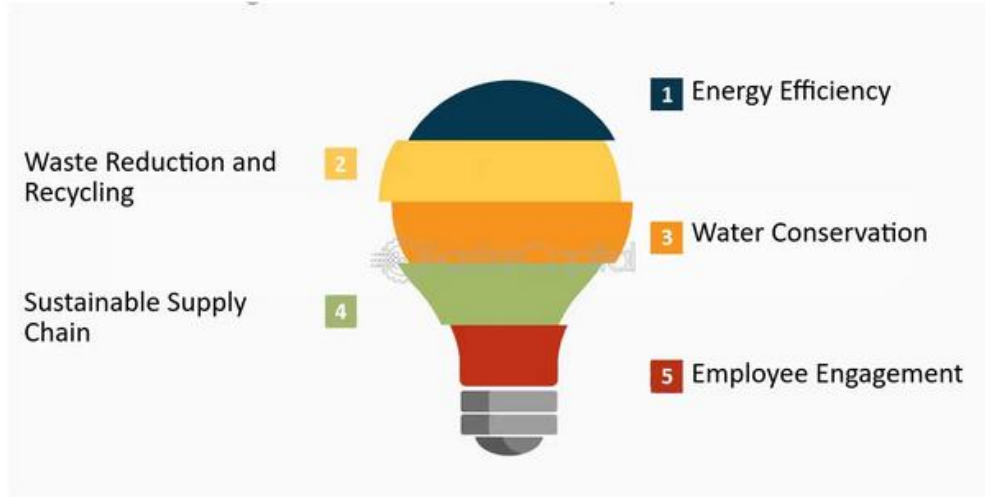 1 Energy Efficiency
Waste Reduction and 2
Recycling
3 Water Conservation
Sustainable Supply 4
Chain
5 Employee Engagement